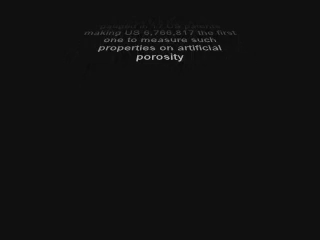 making US 6,766,817 the first
one to measure such
properties on artificial
porosity